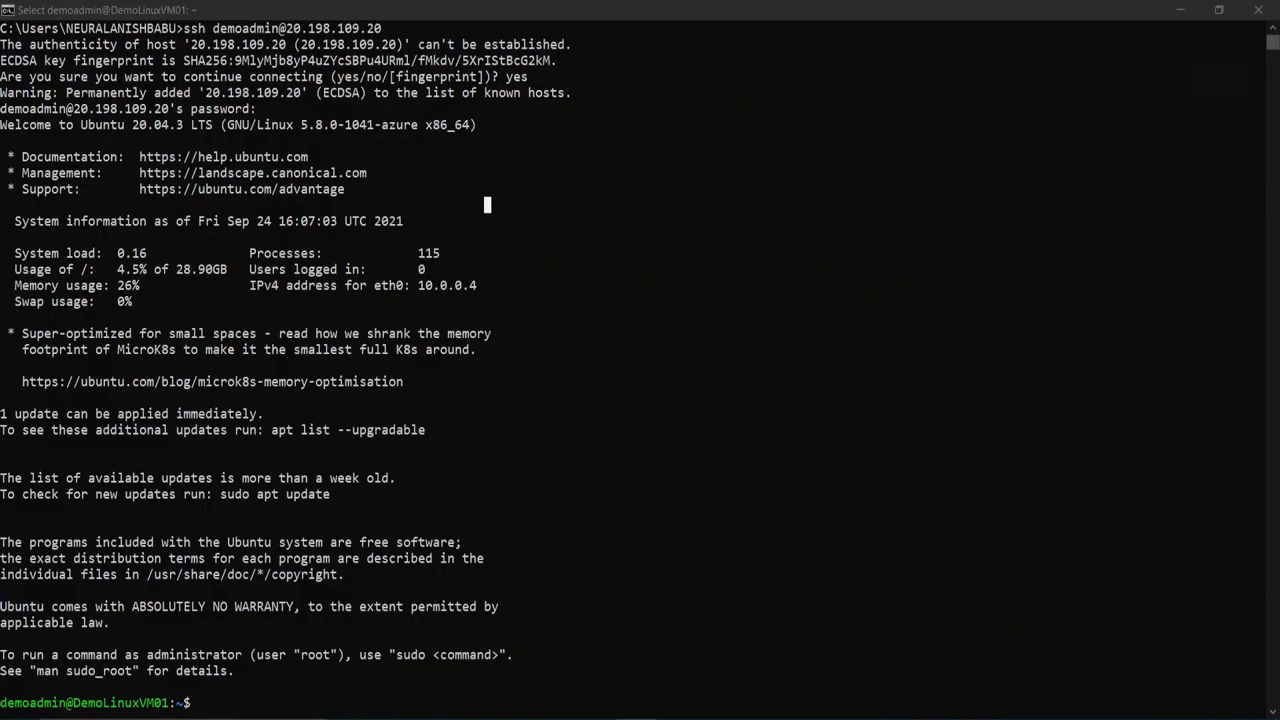 Select demoadmin@DemoLinuxVM01: ~
C:\Users\NEURALANISHBABU>ssh demoadmin@20.198.109.20
The authenticity of host '20.198.109.20 (20.198.109.20)' can't be established.
ECDSA key fingerprint is SHA256:9MlyMjb8yP4uZYcSBPu4URml/fMkdv/5XrIStBcG2kM.
Are you sure you want to continue connecting (yes/no/[fingerprint])? yes
Warning: Permanently added '20.198.109.20' (ECDSA) to the list of known hosts.
demoadmin@20.198.109.20's password:
Welcome to Ubuntu 20.04.3 LTS (GNU/Linux 5.8.0-1041-azure x86_64)
* Documentation:  https://help.ubuntu.com
* Management:     https://landscape.canonical.com
* Support:        https://ubuntu.com/advantage
System information as of Fri Sep 24 16:07:03 UTC 2021
System load:  0.16              Processes:             115
Usage of /:   4.5% of 28.90GB   Users logged in:       0
Memory usage: 26%               IPv4 address for eth0: 10.0.0.4
Swap usage:   0%
* Super-optimized for small spaces - read how we shrank the memory
footprint of MicroK8s to make it the smallest full K8s around.
https://ubuntu.com/blog/microk8s-memory-optimisation
1 update can be applied immediately.
To see these additional updates run: apt list --upgradable
The list of available updates is more than a week old.
To check for new updates run: sudo apt update
The programs included with the Ubuntu system are free software;
the exact distribution terms for each program are described in the
individual files in /usr/share/doc/*/copyright.
Ubuntu comes with ABSOLUTELY NO WARRANTY, to the extent permitted by
applicable law.
To run a command as administrator (user "root"), use "sudo <command>".
See "man sudo_root" for details.
demoadmin@DemoLinuxVM01:~$